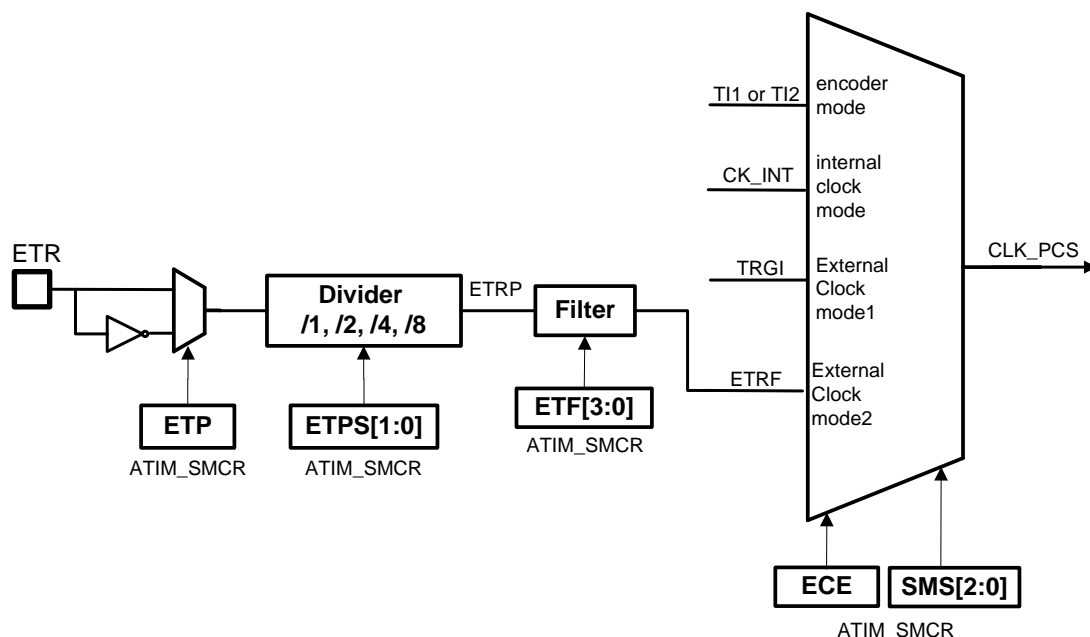 ETR
ETP
ATIM_SMCR
Divider
/1, /2, /4, /8
ETPS[1:0]
ATIM_SMCR
ETRP
Filter
ETF[3:0]
ATIM_SMCR
TI1 or TI2
encoder
mode
CK_INT
internal
clock
mode
TRGI
External
Clock
mode1
ETRF
External
Clock
mode2
CLK_PCS
ECE
SMS[2:0]
ATIM_SMCR